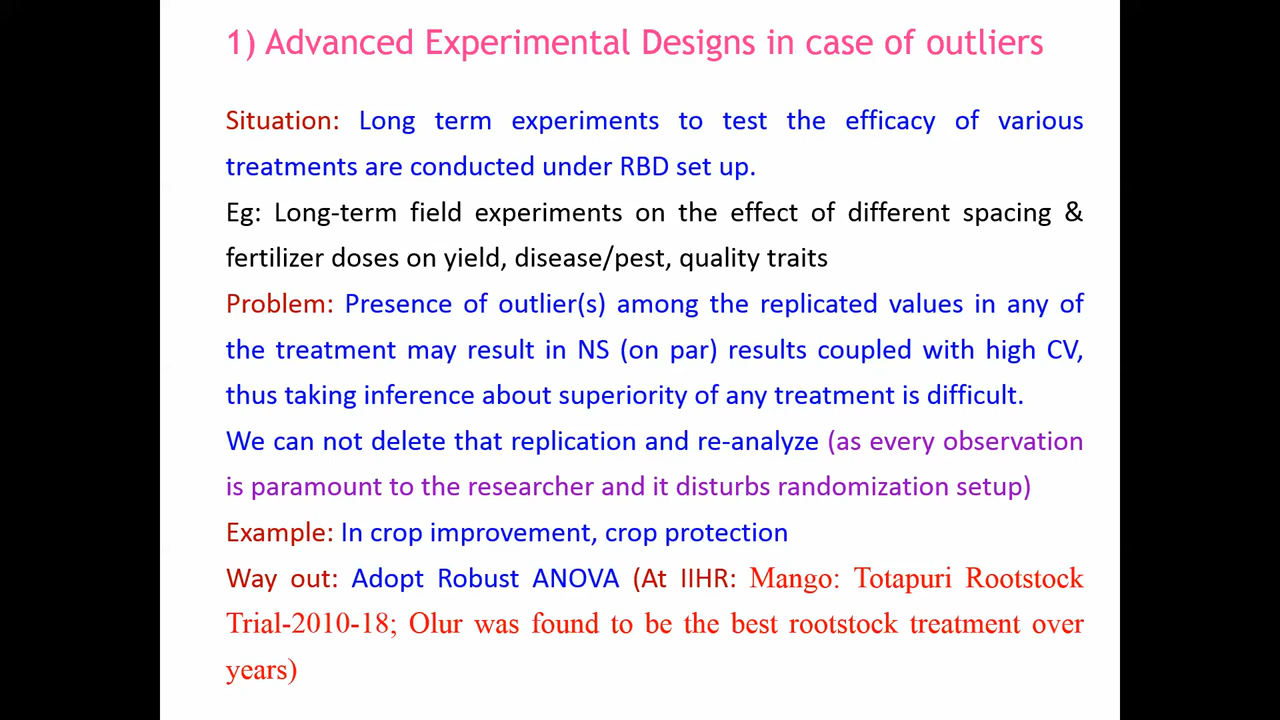 1) Advanced Experimental Designs in case of outliers
Situation: Long term experiments to test the efficacy of various
treatments are conducted under RBD set up.
Eg: Long-term field experiments on the effect of different spacing &
fertilizer doses on yield, disease/pest, quality traits
Problem: Presence of outlier(s) among the replicated values in any of
the treatment may result in NS (on par) results coupled with high CV,
thus taking inference about superiority of any treatment is difficult.
We can not delete that replication and re-analyze (as every observation
is paramount to the researcher and it disturbs randomization setup)
Example: In crop improvement, crop protection
Way out: Adopt Robust ANOVA (At IIHR: Mango: Totapuri Rootstock
Trial-2010-18; Olur was found to be the best rootstock treatment over
years)